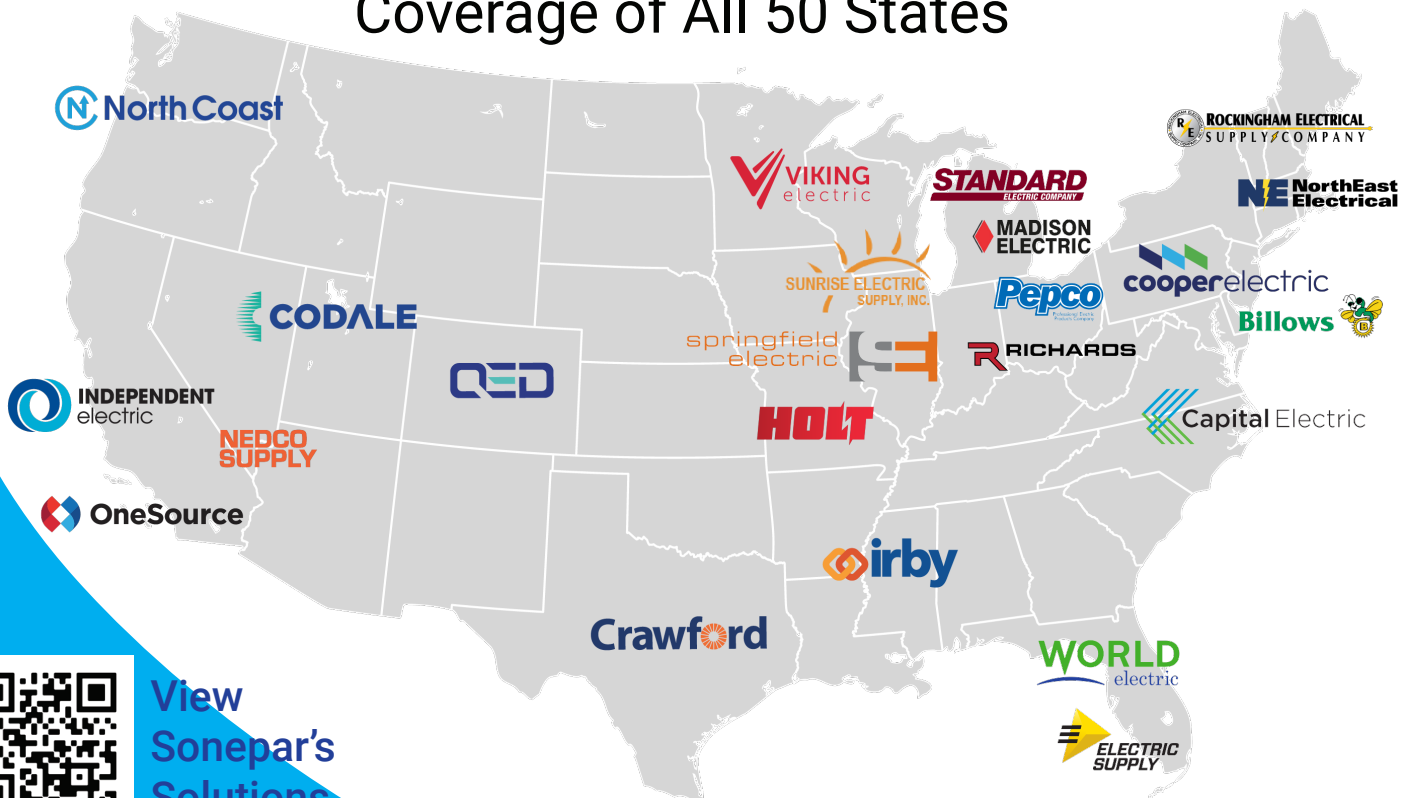 Coverage of All 50 States
North Coast
ROCKINGHAM ELECTRICAL
SUPPLY COMPANY
VIKING
electric
STANDARD
ELECTRIC COMPANY
NE NorthEast
Electrical
MADISON
ELECTRIC
SUNRISE ELECTRIC
SUPPLY, INC.
cooperelectric
Pepco
Billows
CODALE
springfield
electric
RICHARDS
QED
INDEPENDENT
electric
HOLT
Capital Electric
NEDCO
SUPPLY
OneSource
irby
Crawford
WORLD
electric
ELECTRIC
SUPPLY
View
Sonepar's
Solutions